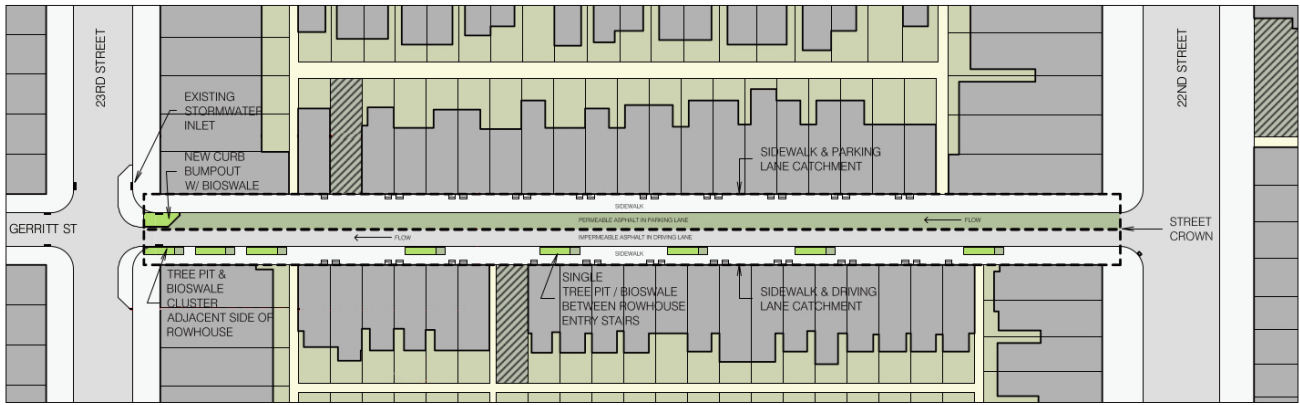 23RD STREET
22ND STREET
EXISTING
STORMWATER
INLET
NEW CURB
BUMPOUT
W/ BIOSWALE
SIDEWALK & PARKING
LANE CATCHMENT
SIDEWALK
PERMEABLE ASPHALT IN PARKING LANE
FLOW
GERRITT ST
STREET
CROWN
FLOW
IMPERMEABLE ASPHALT IN DRIVING LANE
SIDEWALK
TREE PIT &
BIOSWALE
CLUSTER
ADJACENT SIDE OF
ROWHOUSE
SINGLE
TREE PIT / BIOSWALE
BETWEEN ROWHOUSE
ENTRY STAIRS
SIDEWALK & DRIVING
LANE CATCHMENT